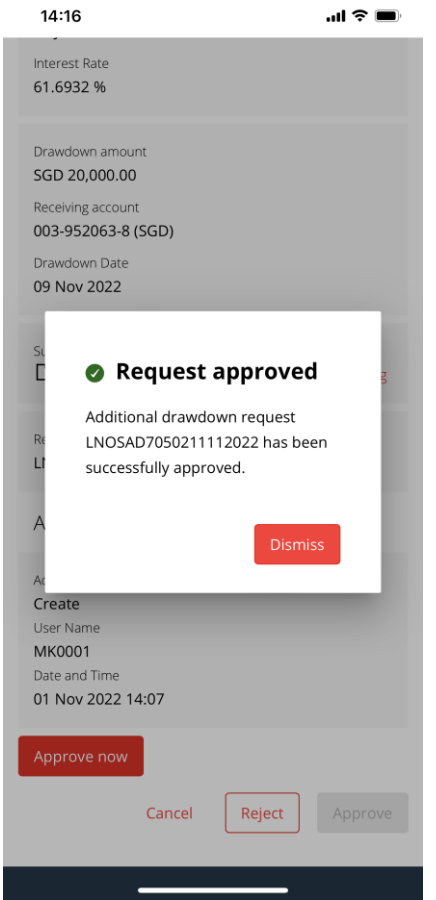 14:16
Interest Rate
61.6932 %
Drawdown amount
SGD 20,000.00
Receiving account
003-952063-8 (SGD)
Drawdown Date
09 Nov 2022
Request approved
Additional drawdown request
LNOSAD7050211112022 has been
successfully approved.
Dismiss
Create
User Name
MK0001
Date and Time
01 Nov 2022 14:07
Approve now
Cancel
Reject
Approve